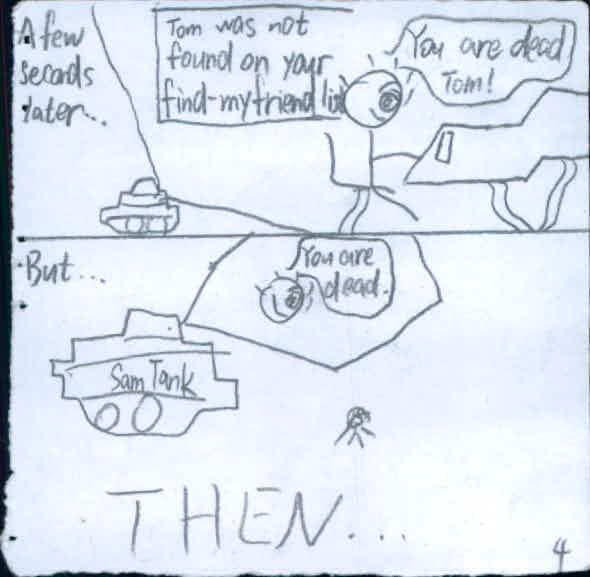 A few
seconds
later...
Tom was not
found on your
find-my friend list
You are dead
Tom!
But...
You are
dead.
Sam Tank
THEN...
4